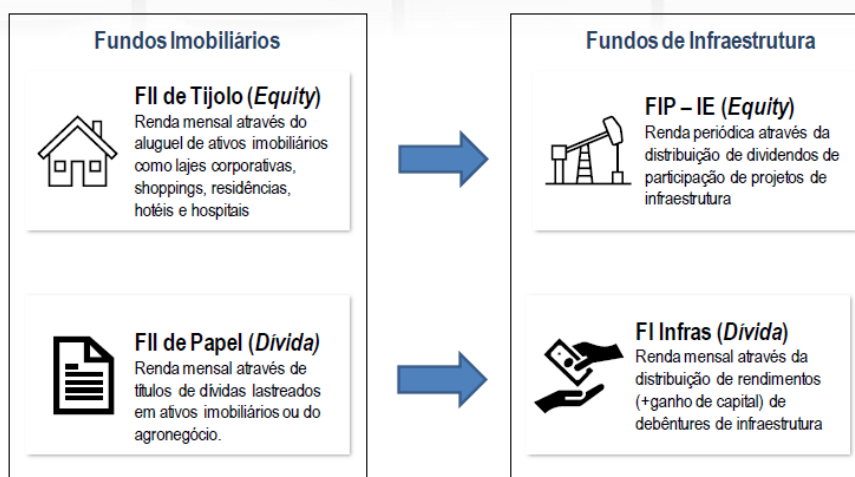 Fundos Imobiliários
FII de Tijolo (Equity)
Renda mensal através do
aluguel de ativos imobiliários
como lajes corporativas,
shoppings, residências,
hotéis e hospitais
FII de Papel (Dívida)
Renda mensal através de
títulos de dívidas lastreados
em ativos imobiliários ou do
agronegócio.
Fundos de Infraestrutura
FIP – IE (Equity)
Renda periódica através da
distribuição de dividendos de
participação de projetos de
infraestrutura
FI Infras (Dívida)
Renda mensal através da
distribuição de rendimentos
(+ganho de capital) de
debêntures de infraestrutura